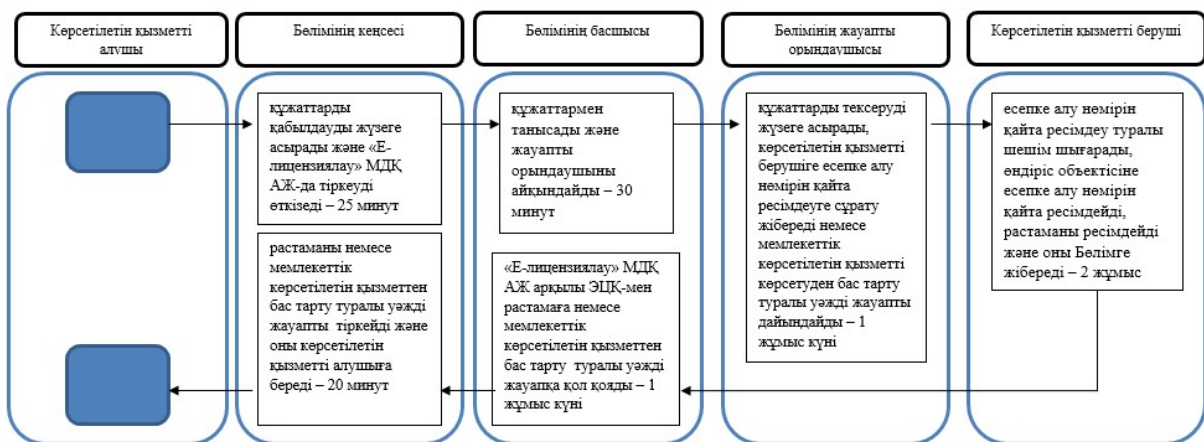 Көрсетілетін қызметті
алушы
Бөлімінің кеңсесі
Бөлімінің басшысы
Бөлімінің жауапты
орындаушысы
Көрсетілетін қызметті беруші
құжаттарды
қабылдауды жүзеге
асырады және «Е-
лицензиялау» МДҚ
АЖ-да тіркеуді
өткізеді – 25 минут
құжаттармен
танысады және
жауапты
орындаушыны
айқындайды – 30
минут
құжаттарды тексеруді
жүзеге асырады,
көрсетілетін қызметті
берушіге есепке алу
нөмірін қайта
ресімдеуге сұрату
жібереді немесе
мемлекеттік
көрсетілетін қызметті
көрсетуден бас тарту
туралы уәжді жауапты
дайындайды – 1
жұмыс күні
есепке алу нөмірін
қайта ресімдеу туралы
шешім шығарады,
өндіріс объектісіне
есепке алу нөмірін
қайта ресімдейді,
растаманы ресімдейді
және оны Бөлімге
жібереді – 2 жұмыс
«Е-лицензиялау» МДҚ
АЖ арқылы ЭЦҚ-мен
растамаға немесе
мемлекеттік
көрсетілетін қызметтен
бас тарту туралы уәжді
жауапқа қол қояды – 1
жұмыс күні
растаманы немесе
мемлекеттік
көрсетілетін қызметтен
бас тарту туралы уәжді
жауапты тіркейді және
оны көрсетілетін
қызметті алушыға
береді – 20 минут